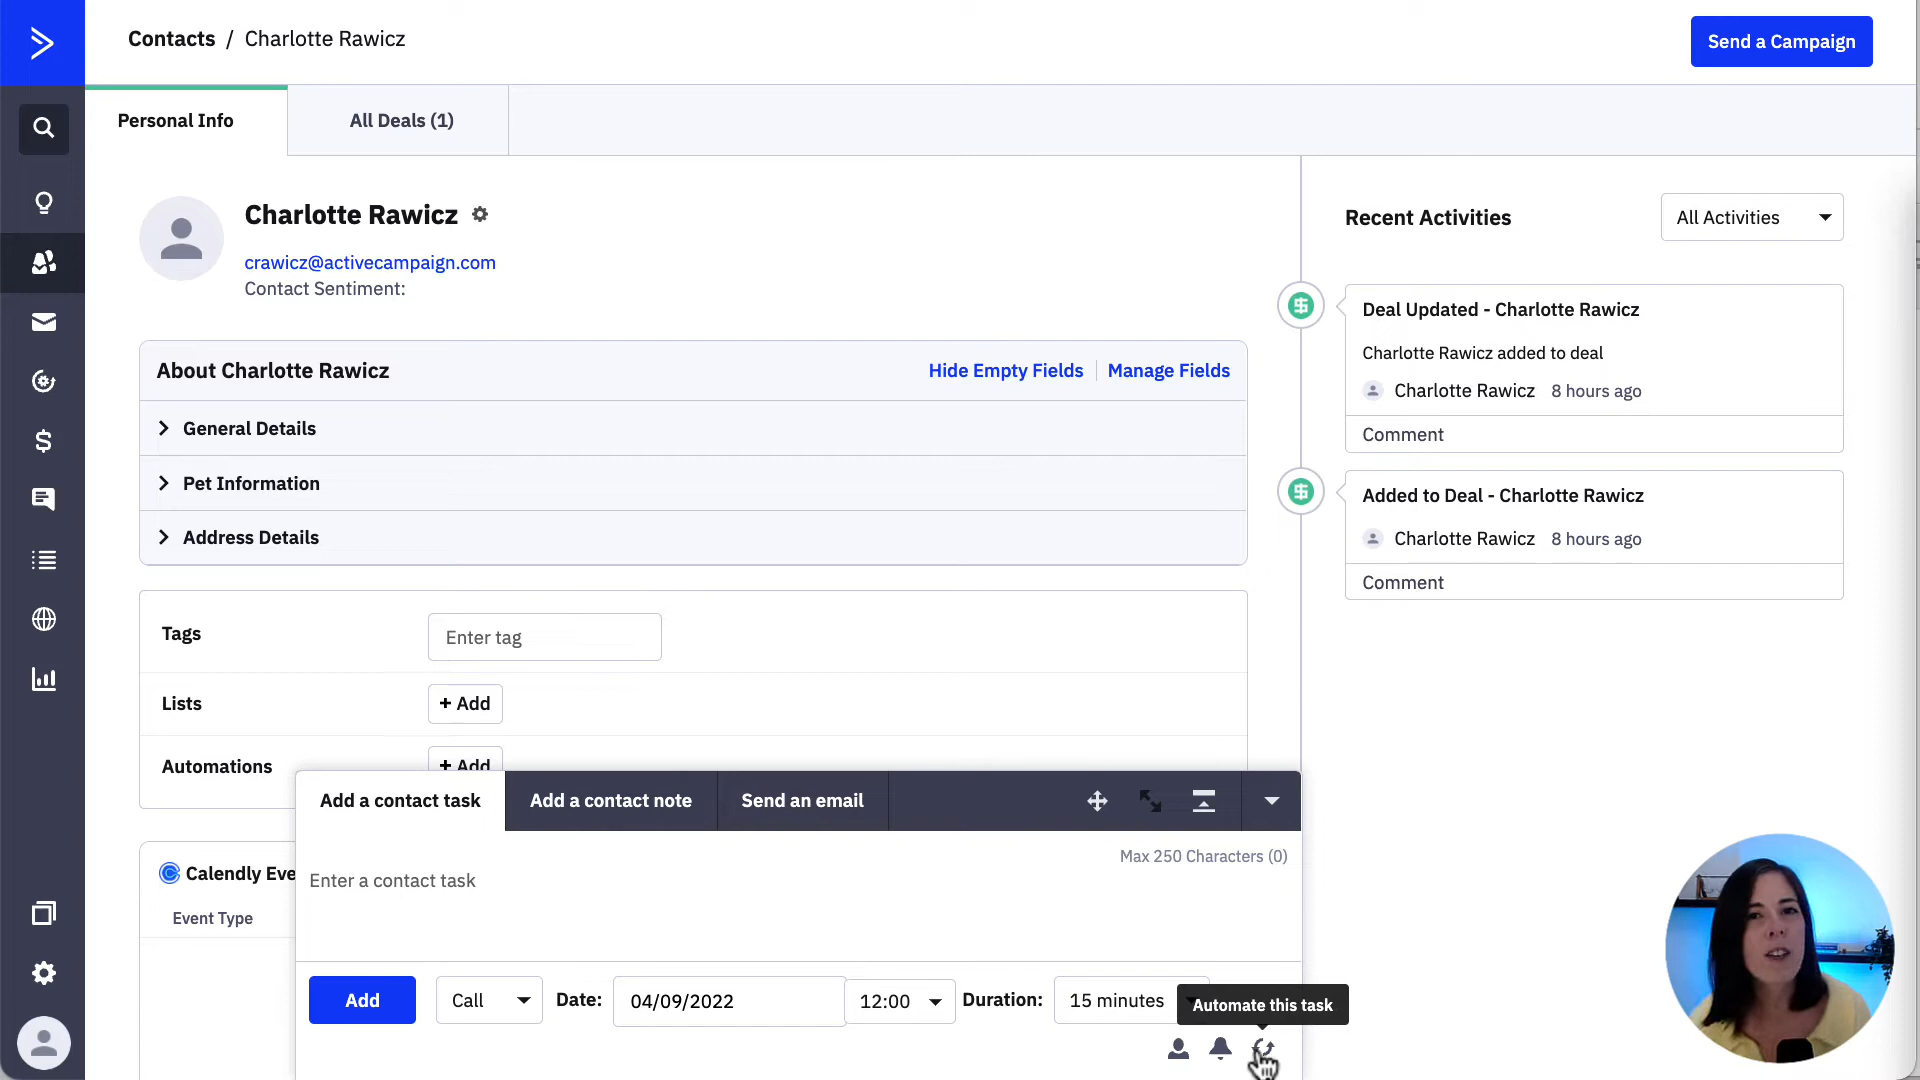 Contacts / Charlotte Rawicz
Send a Campaign
Personal Info
All Deals (1)
Charlotte Rawicz
crawicz@activecampaign.com
Contact Sentiment:
About Charlotte Rawicz
Hide Empty Fields
Manage Fields
General Details
Pet Information
Address Details
Tags
Enter tag
Lists
+ Add
Automations
+ Add
Calendly Eve
Event Type
Recent Activities
All Activities
Deal Updated - Charlotte Rawicz
Charlotte Rawicz added to deal
Charlotte Rawicz 8 hours ago
Comment
Added to Deal - Charlotte Rawicz
Charlotte Rawicz 8 hours ago
Comment
Add a contact task
Add a contact note
Send an email
Max 250 Characters (0)
Enter a contact task
Add
Call
Date:
04/09/2022
12:00
Duration:
15 minutes
Automate this task